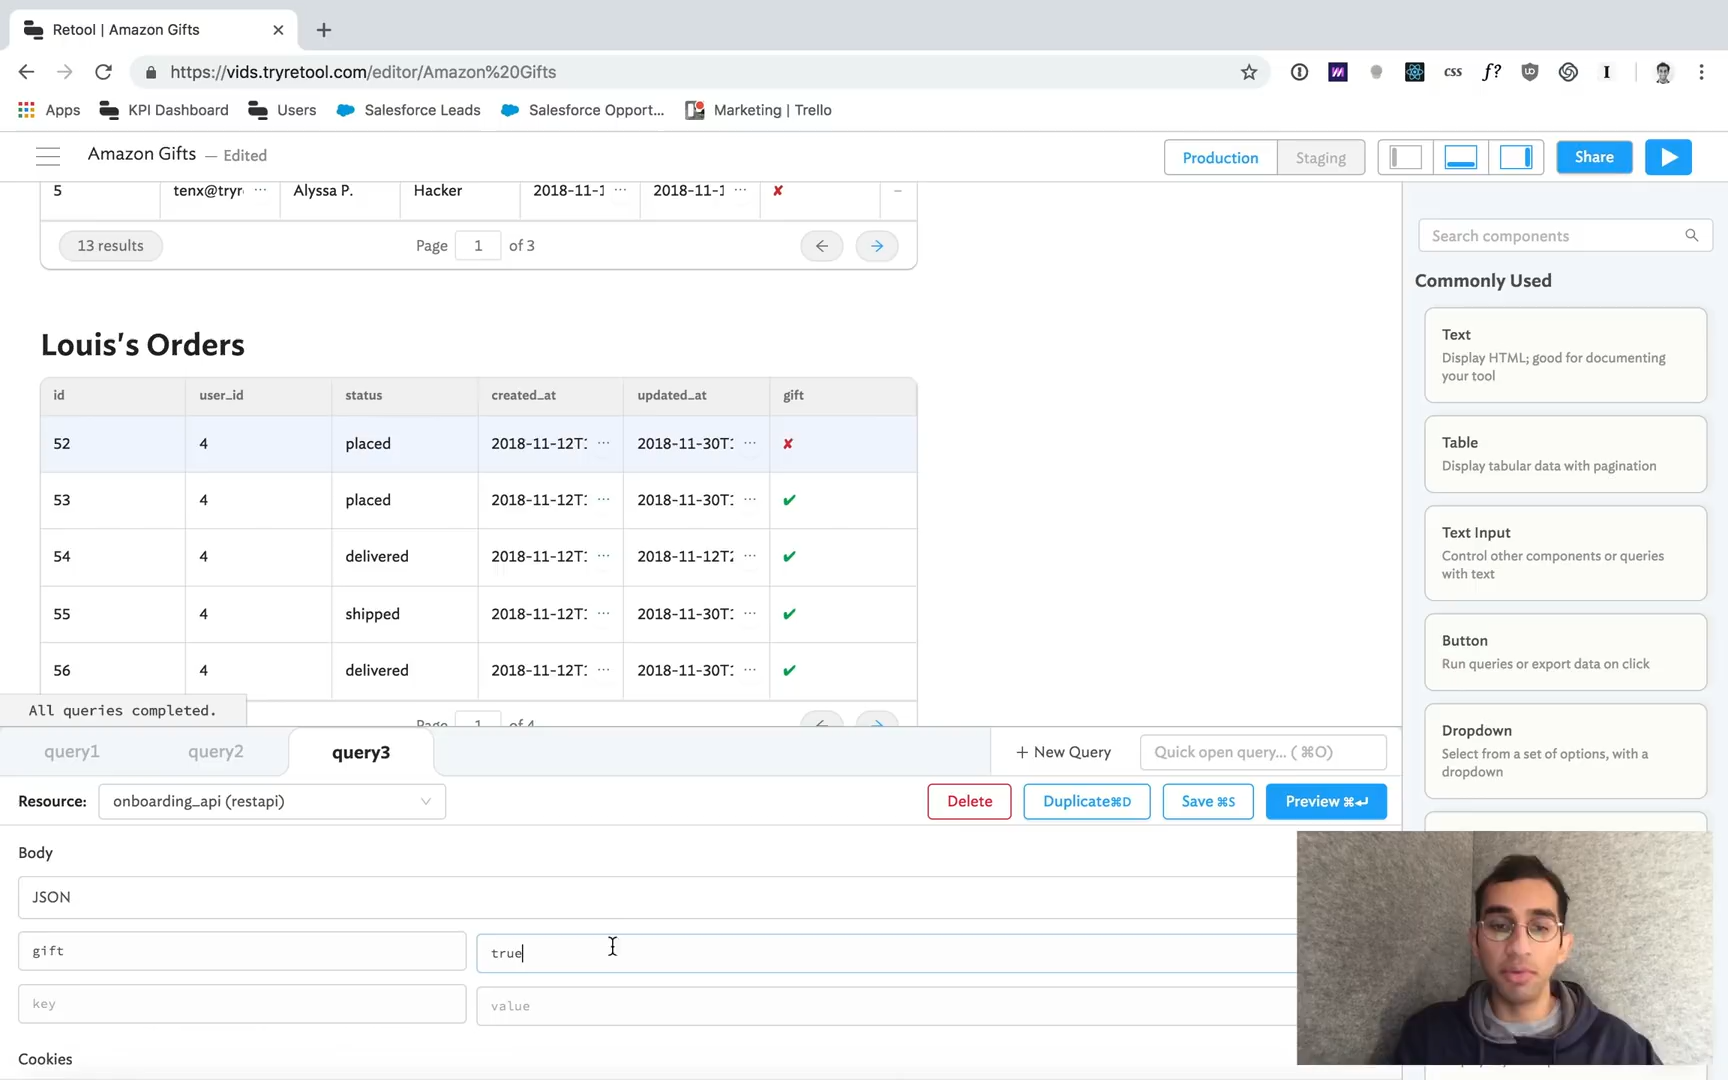 Retool | Amazon Gifts
https://vids.tryretool.com/editor/Amazon%20Gifts
css f?
Apps KPI Dashboard Users Salesforce Leads Salesforce Opport... Marketing | Trello
Amazon Gifts — Edited
Production Staging Share
5 tenx@tryr ··· Alyssa P. Hacker 2018-11-1 ··· 2018-11-1 ··· ✘ –
13 results Page 1 of 3
Louis's Orders
id user_id status created_at updated_at gift
52 4 placed 2018-11-12T: ··· 2018-11-30T: ··· ✘
53 4 placed 2018-11-12T: ··· 2018-11-30T: ··· ✔
54 4 delivered 2018-11-12T: ··· 2018-11-12T2 ··· ✔
55 4 shipped 2018-11-12T: ··· 2018-11-30T: ··· ✔
56 4 delivered 2018-11-12T: ··· 2018-11-30T: ··· ✔
Page 1 of 4
All queries completed.
query1 query2 query3 + New Query Quick open query... ( ⌘O)
Resource: onboarding_api (restapi) Delete Duplicate⌘D Save ⌘S Preview ⌘↵
Body
JSON
gift true
key value
Cookies
Search components
Commonly Used
Text
Display HTML; good for documenting
your tool
Table
Display tabular data with pagination
Text Input
Control other components or queries
with text
Button
Run queries or export data on click
Dropdown
Select from a set of options, with a
dropdown